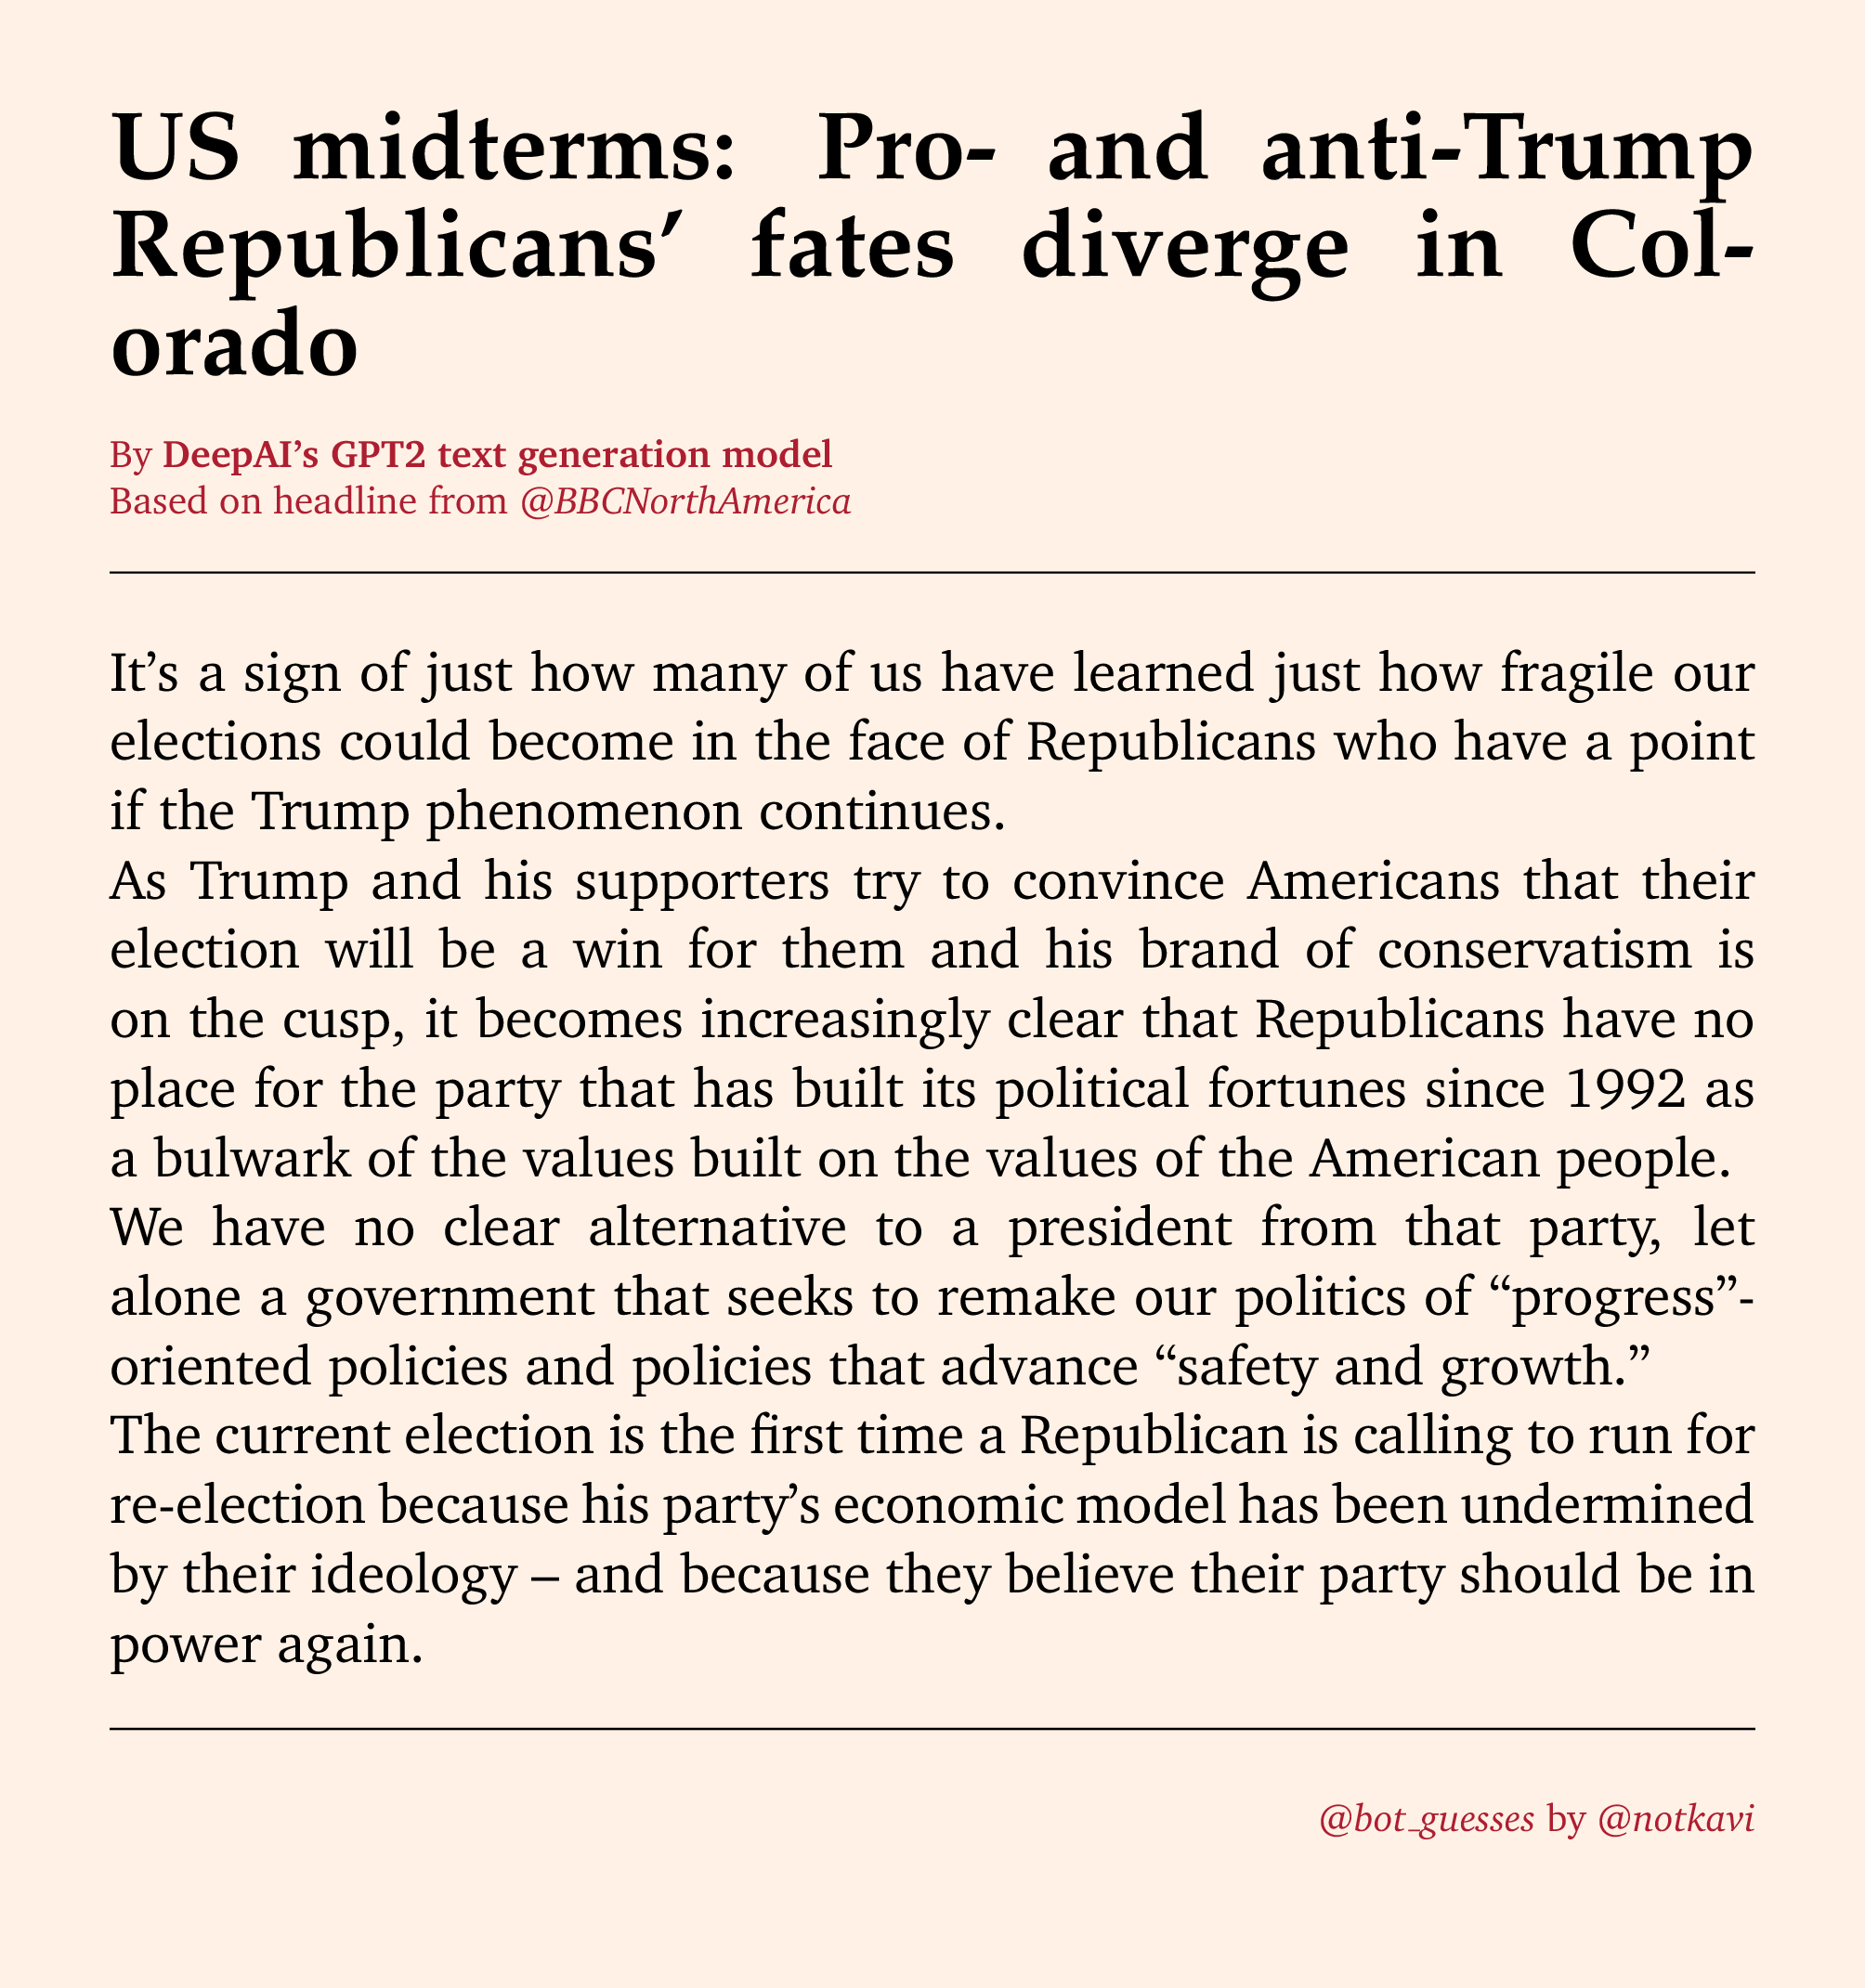 US midterms: Pro- and anti-Trump
Republicans’ fates diverge in Col-
orado
By DeepAI’s GPT2 text generation model
Based on headline from @BBCNorthAmerica
It’s a sign of just how many of us have learned just how fragile our
elections could become in the face of Republicans who have a point
if the Trump phenomenon continues.
As Trump and his supporters try to convince Americans that their
election will be a win for them and his brand of conservatism is
on the cusp, it becomes increasingly clear that Republicans have no
place for the party that has built its political fortunes since 1992 as
a bulwark of the values built on the values of the American people.
We have no clear alternative to a president from that party, let
alone a government that seeks to remake our politics of “progress”-
oriented policies and policies that advance “safety and growth.”
The current election is the first time a Republican is calling to run for
re-election because his party’s economic model has been undermined
by their ideology – and because they believe their party should be in
power again.
@bot_guesses by @notkavi